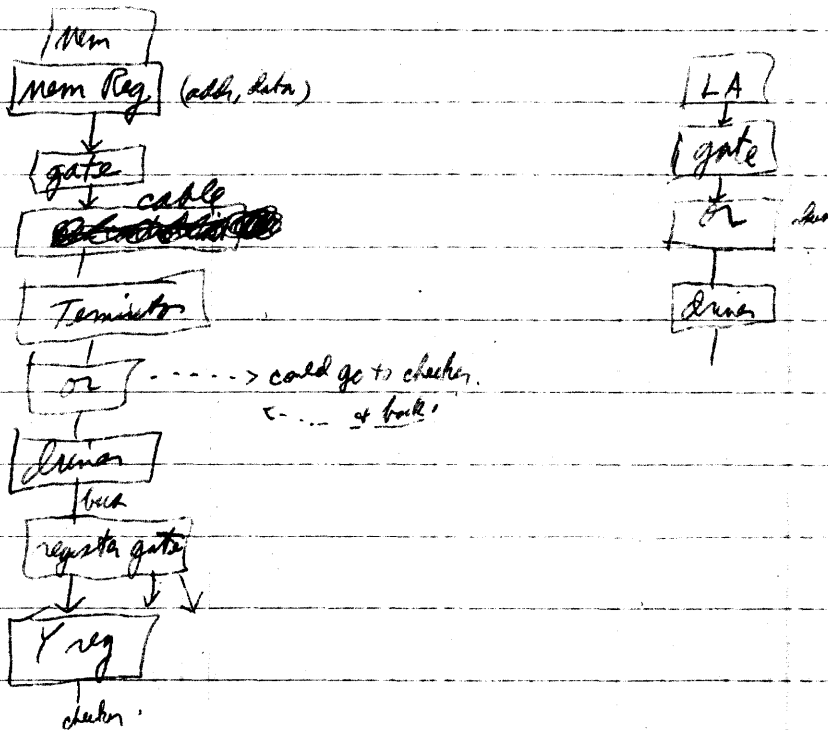 Mem
Mem Reg (addr, data)
gate
cable
Terminator
or
could go to checker.
& back.
driver
bus
register gate
Y reg
checker.
LA
gate
or
driver